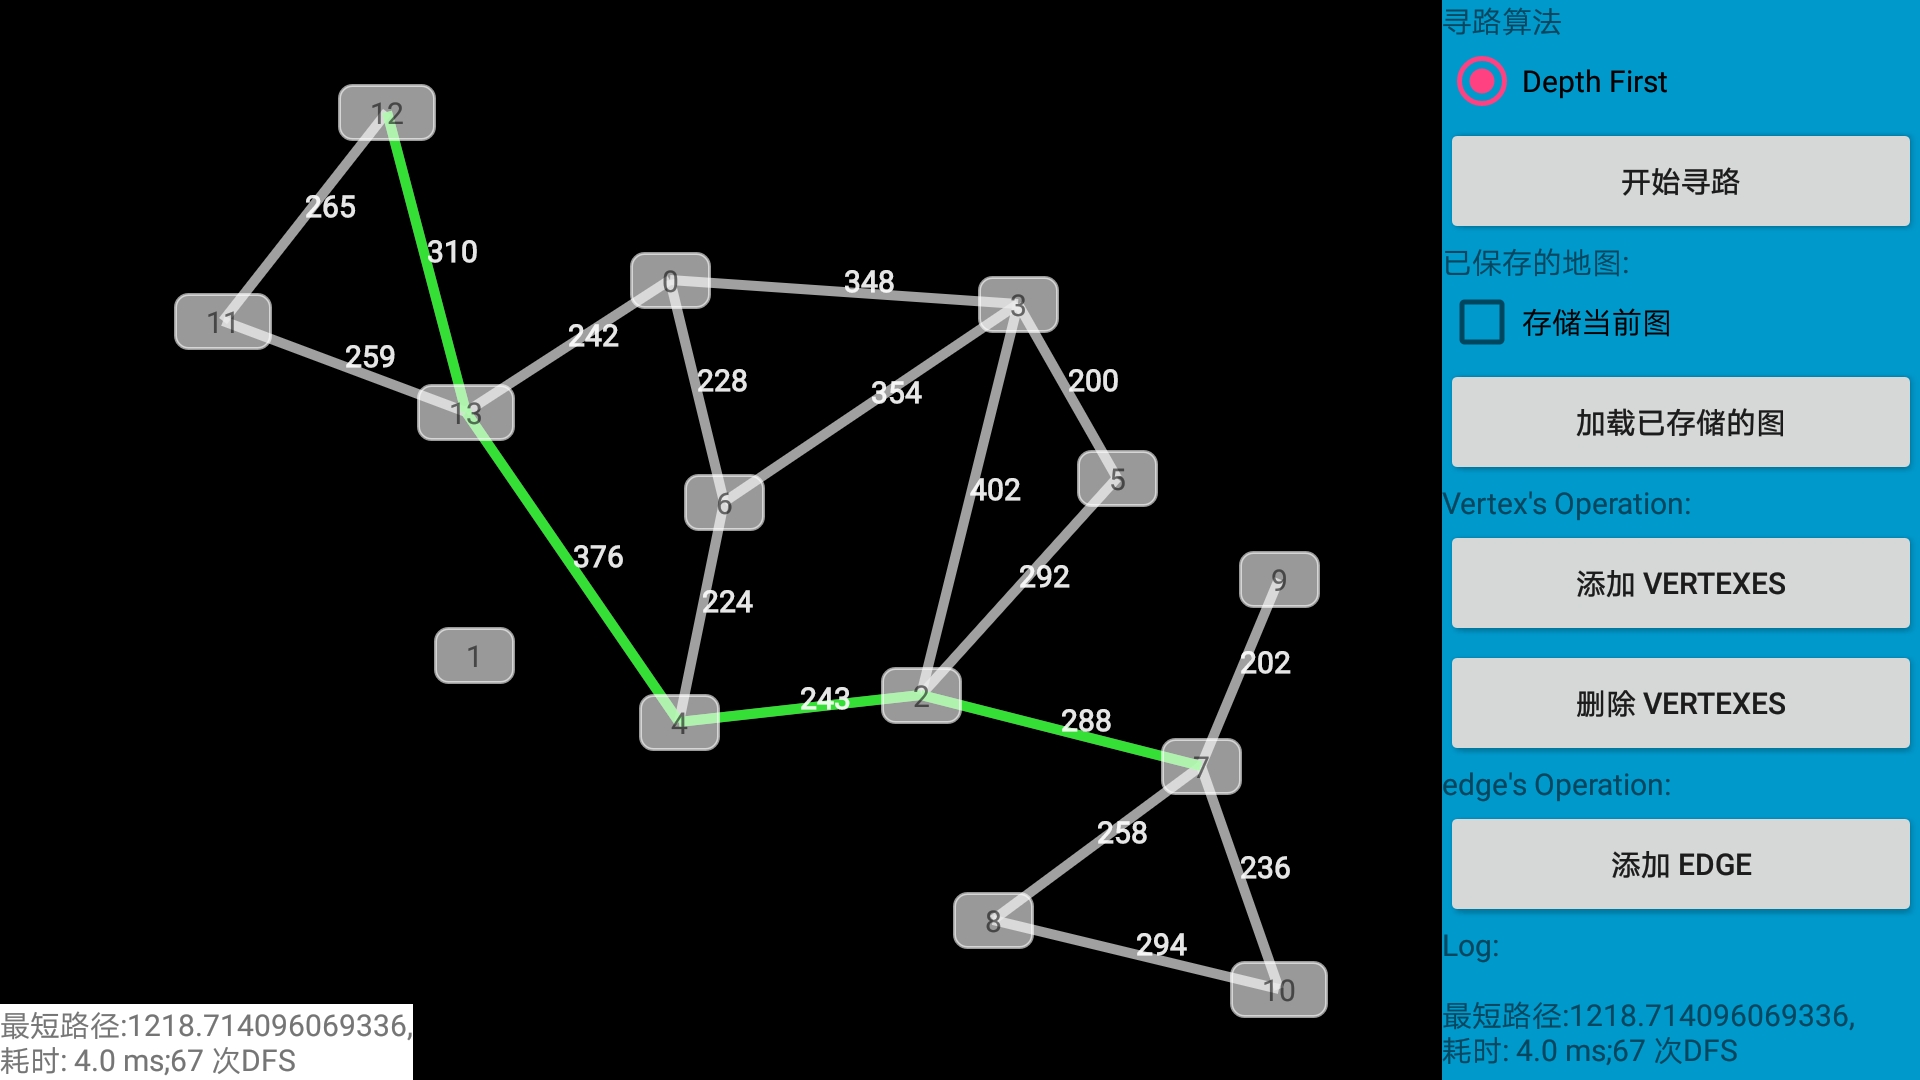 12
265
310
0
348
3
11
242
259
13
228
354
200
6
402
5
376
292
224
9
1
202
243
2
4
288
7
258
236
8
294
10
最短路径:1218.714096069336,
耗时: 4.0 ms;67 次DFS
寻路算法
Depth First
开始寻路
已保存的地图:
存储当前图
加载已存储的图
Vertex's Operation:
添加 VERTEXES
删除 VERTEXES
edge's Operation:
添加 EDGE
Log:
最短路径:1218.714096069336,
耗时: 4.0 ms;67 次DFS